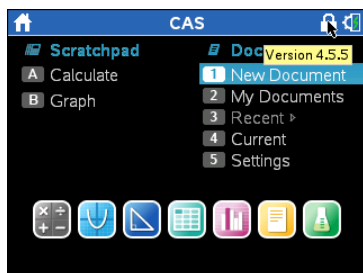 CAS
Scratchpad
A Calculate
B Graph
Doc
Version 4.5.5
1 New Document
2 My Documents
3 Recent ▸
4 Current
5 Settings